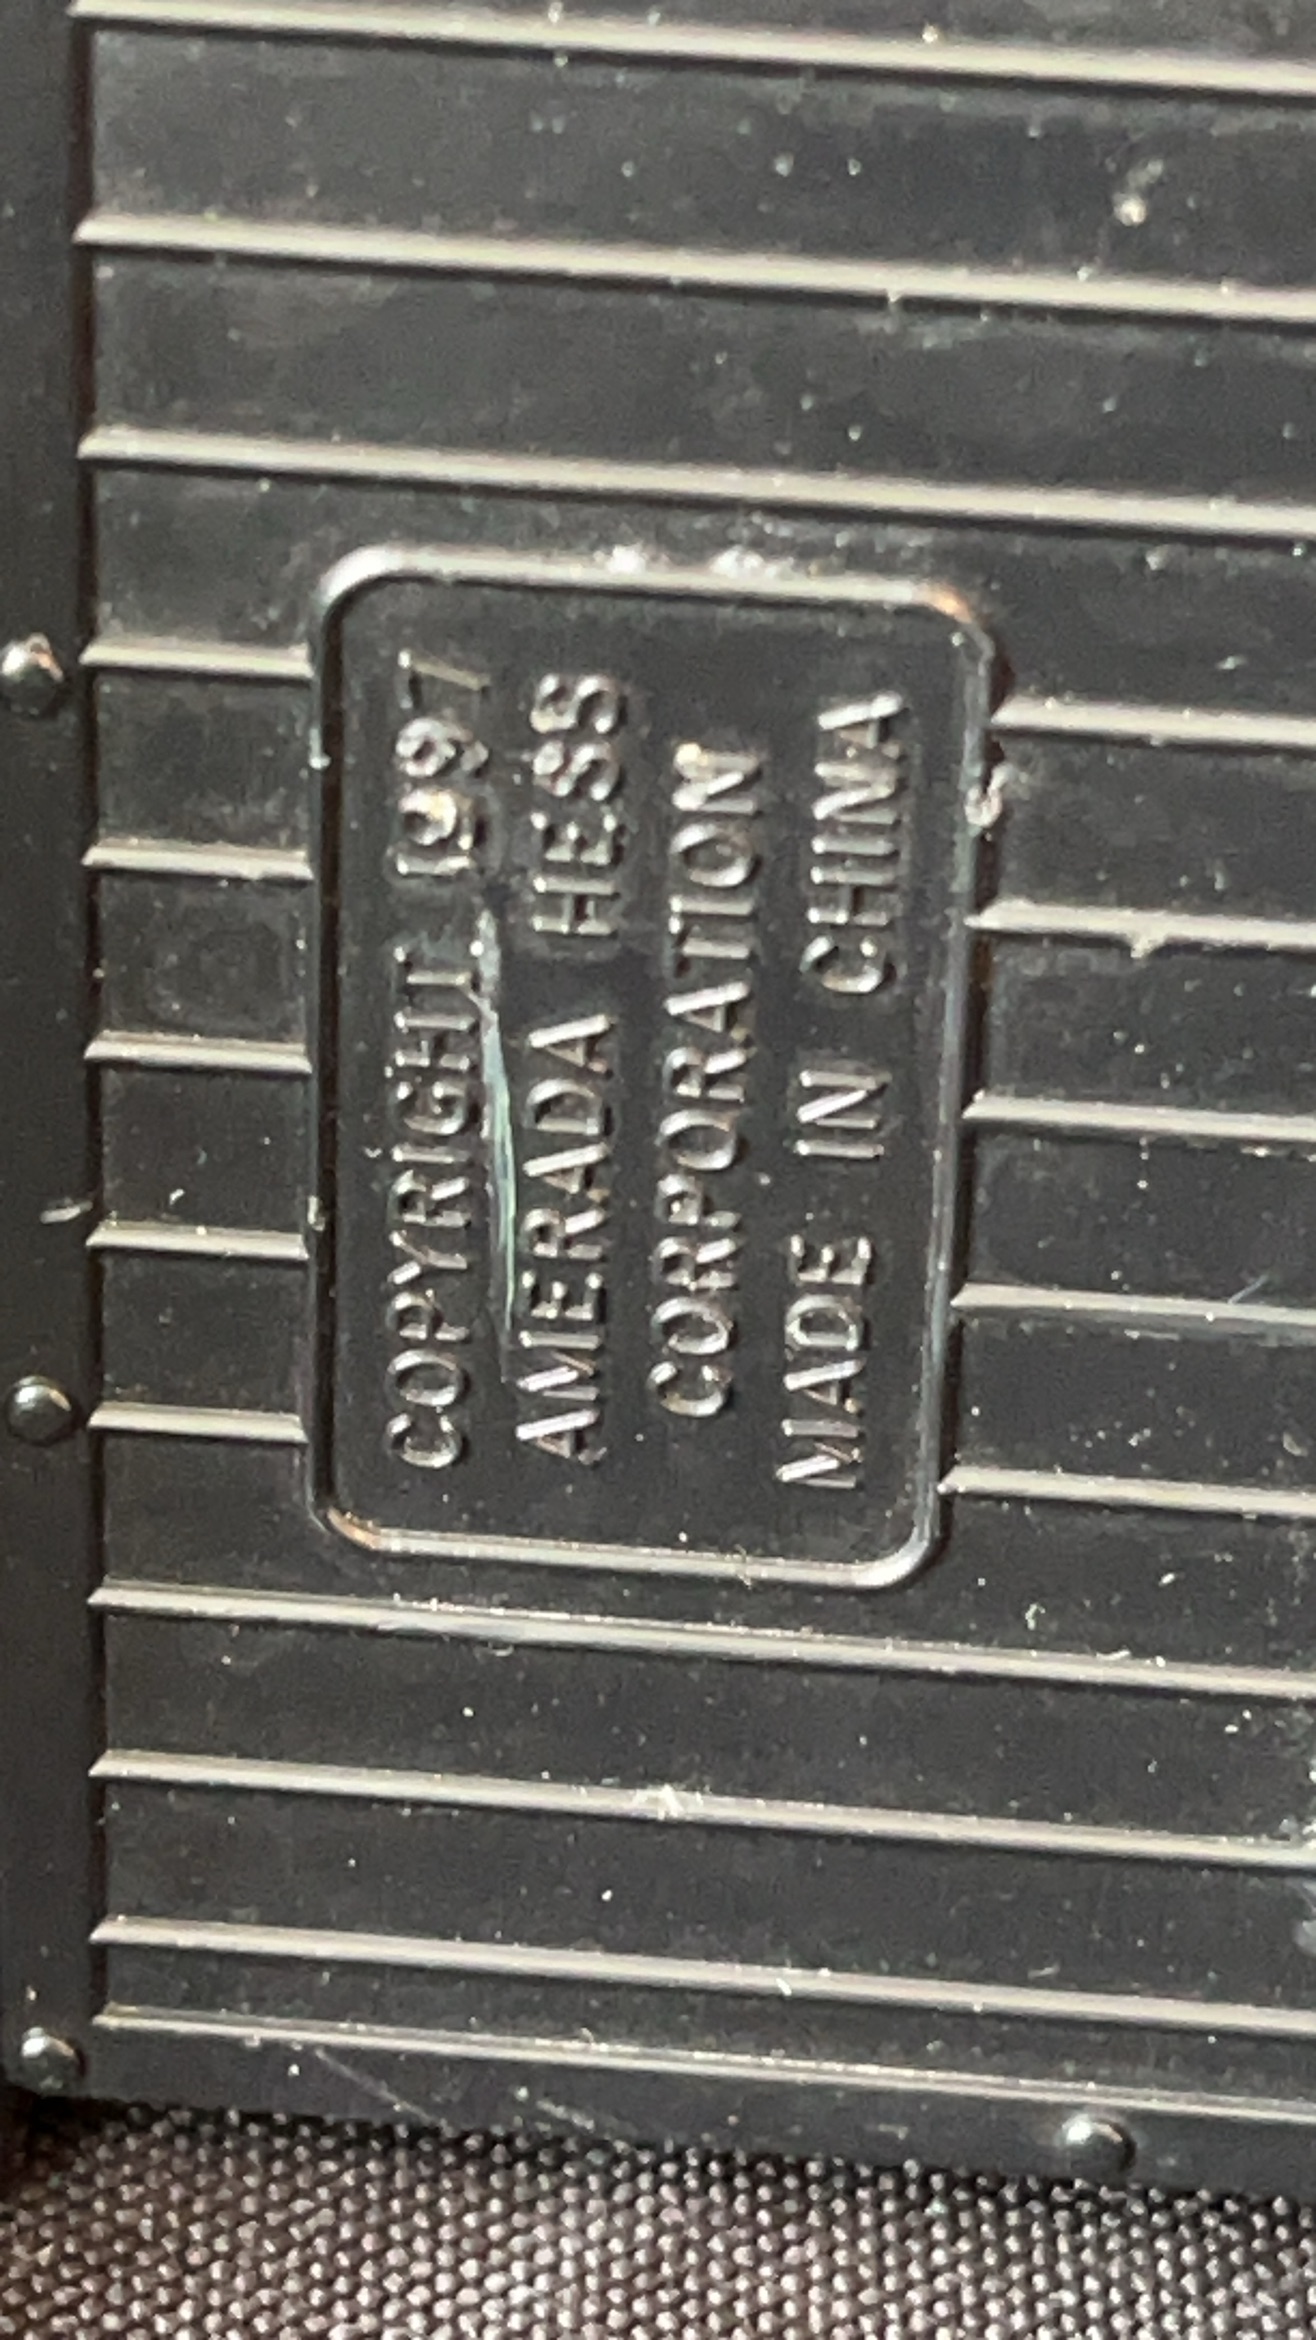 COPYRIGHT 1997
AMERADA HESS
CORPORATION
MADE IN CHINA